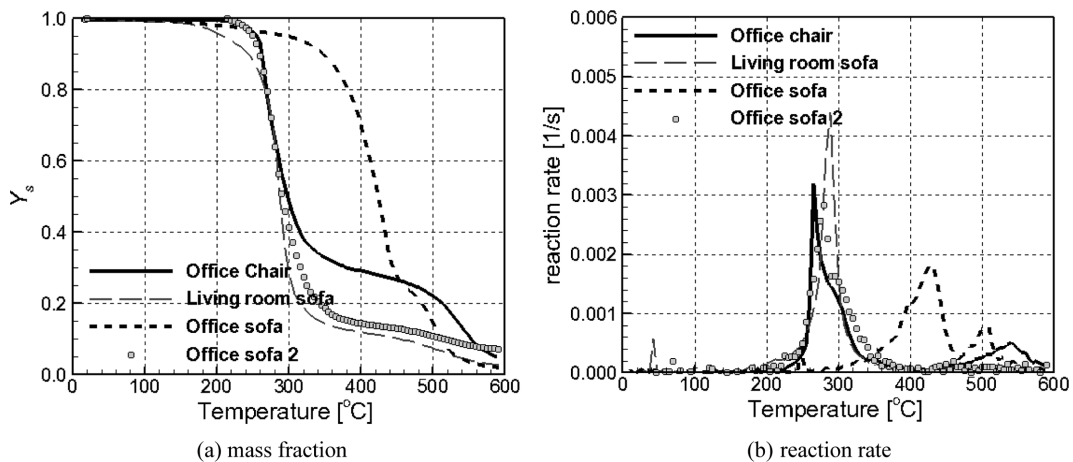 1.0
0.8
0.6
0.4
0.2
0.0
Y_s
Office Chair
Living room sofa
Office sofa
Office sofa 2
0 100 200 300 400 500 600
Temperature [°C]
(a) mass fraction
0.006
0.005
0.004
0.003
0.002
0.001
0.000
reaction rate [1/s]
Office chair
Living room sofa
Office sofa
Office sofa 2
0 100 200 300 400 500 600
Temperature [°C]
(b) reaction rate